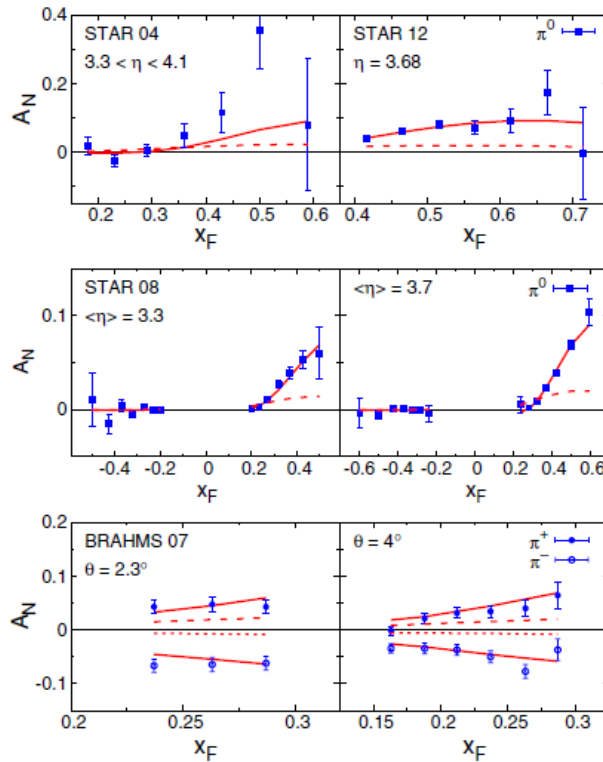 STAR 04
3.3 < η < 4.1
STAR 12
η = 3.68
π⁰
A_N
0.4
0.2
0
0.2 0.3 0.4 0.5 0.6
0.4 0.5 0.6 0.7
x_F
x_F
STAR 08
<η> = 3.3
<η> = 3.7
π⁰
A_N
0.1
0
-0.4 -0.2 0 0.2 0.4
-0.6 -0.4 -0.2 0 0.2 0.4 0.6
x_F
x_F
BRAHMS 07
θ = 2.3°
θ = 4°
π⁺
π⁻
A_N
0.2
0.1
0
-0.1
0.2 0.25 0.3
0.15 0.2 0.25 0.3
x_F
x_F